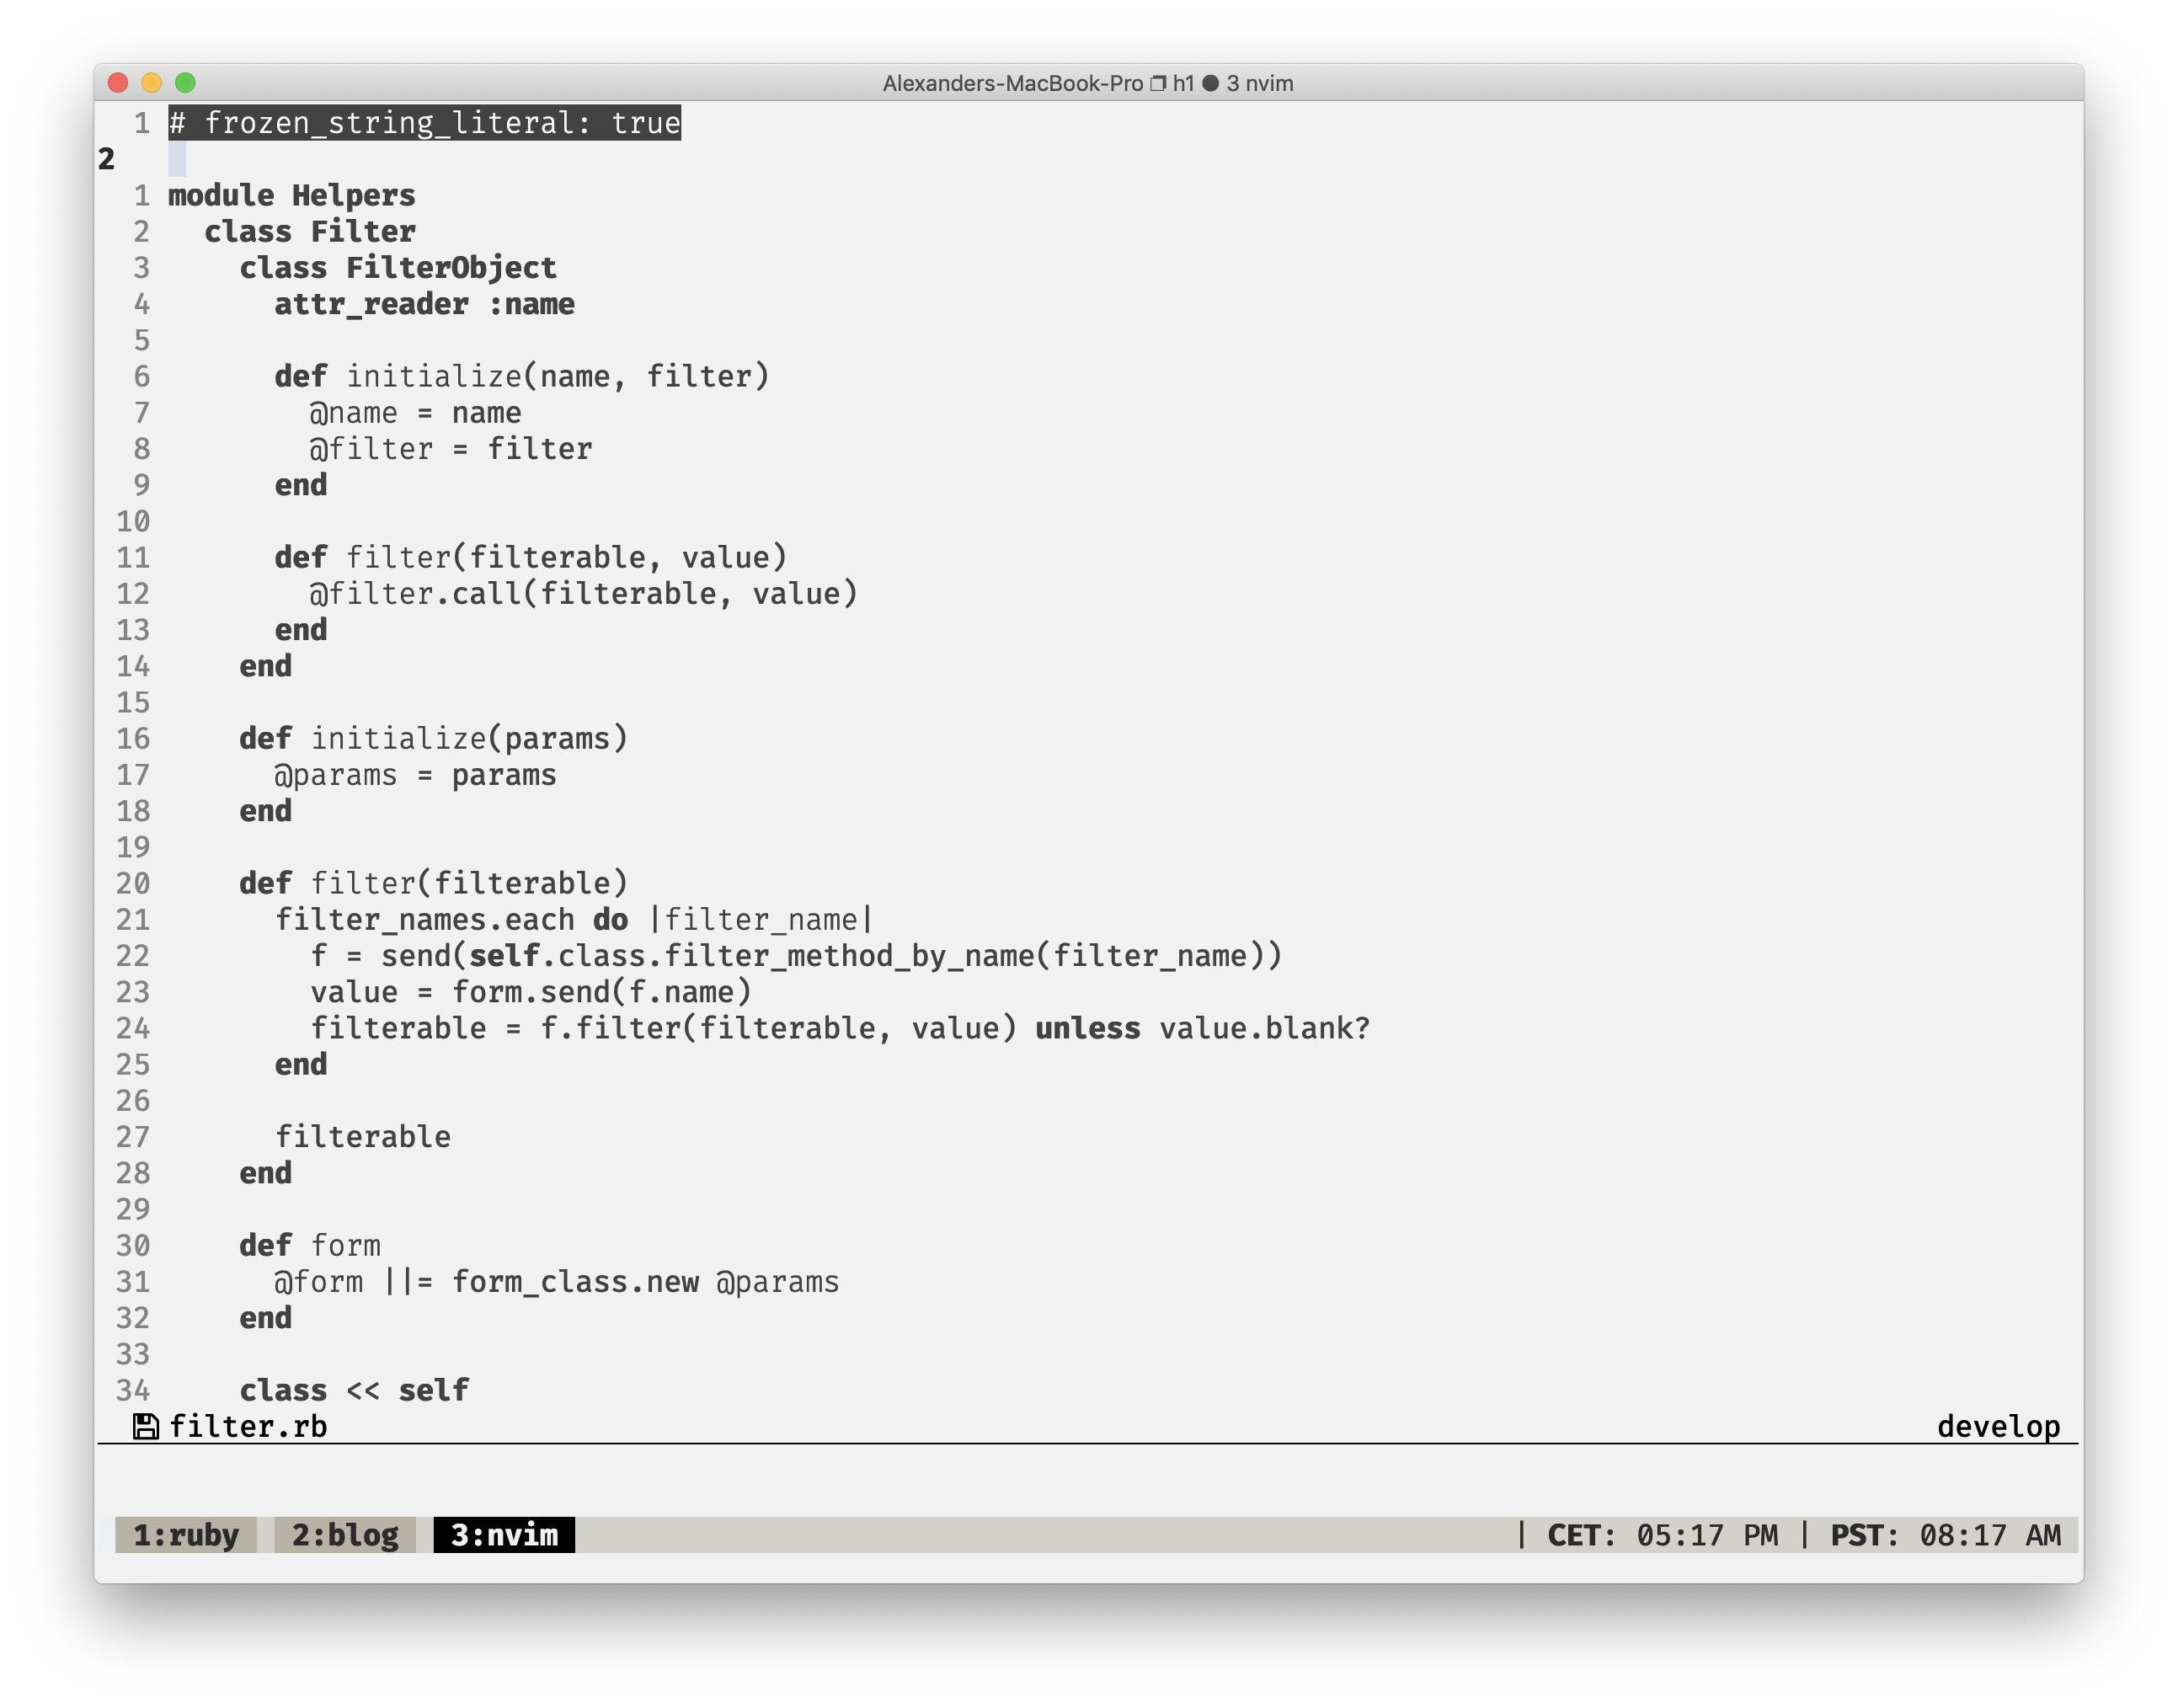 Alexanders-MacBook-Pro ❐ h1 ● 3 nvim
1 # frozen_string_literal: true
2
1 module Helpers
2   class Filter
3     class FilterObject
4       attr_reader :name
5
6       def initialize(name, filter)
7         @name = name
8         @filter = filter
9       end
10
11       def filter(filterable, value)
12         @filter.call(filterable, value)
13       end
14     end
15
16     def initialize(params)
17       @params = params
18     end
19
20     def filter(filterable)
21       filter_names.each do |filter_name|
22         f = send(self.class.filter_method_by_name(filter_name))
23         value = form.send(f.name)
24         filterable = f.filter(filterable, value) unless value.blank?
25       end
26
27       filterable
28     end
29
30     def form
31       @form ||= form_class.new @params
32     end
33
34     class << self
filter.rb develop
1:ruby 2:blog 3:nvim | CET: 05:17 PM | PST: 08:17 AM